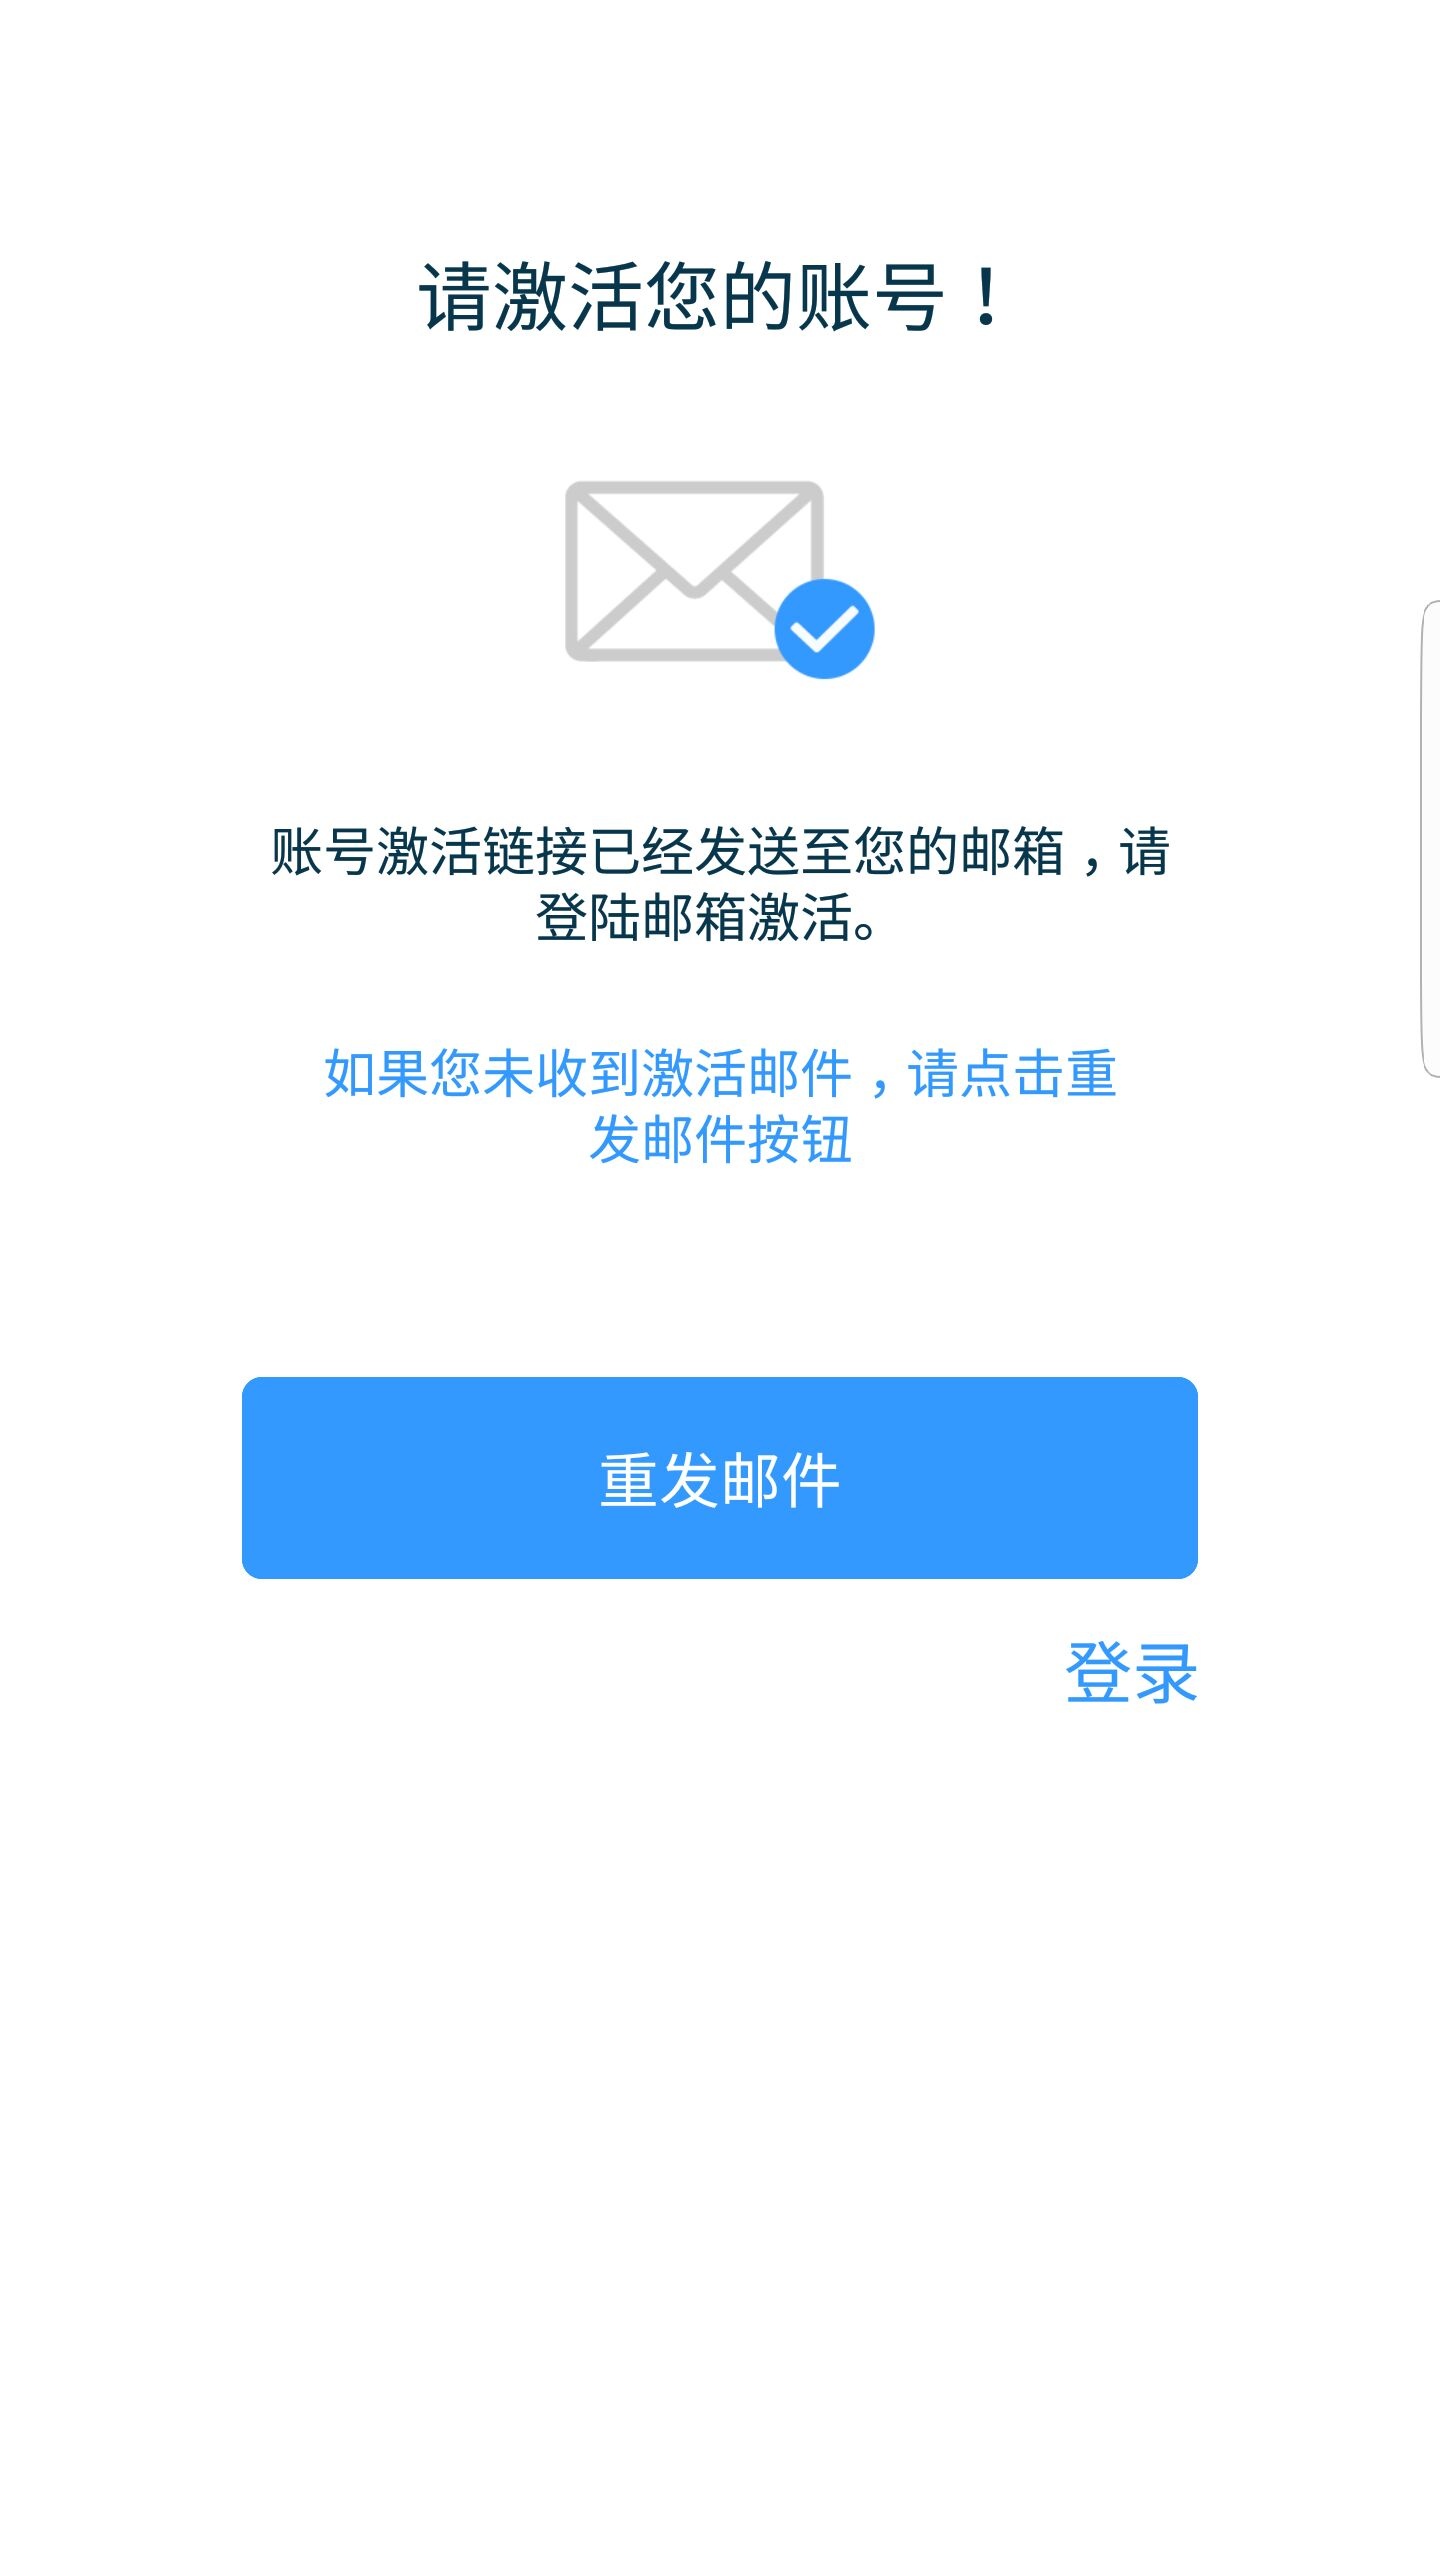 请激活您的账号！
账号激活链接已经发送至您的邮箱，请
登陆邮箱激活。
如果您未收到激活邮件，请点击重
发邮件按钮
重发邮件
登录